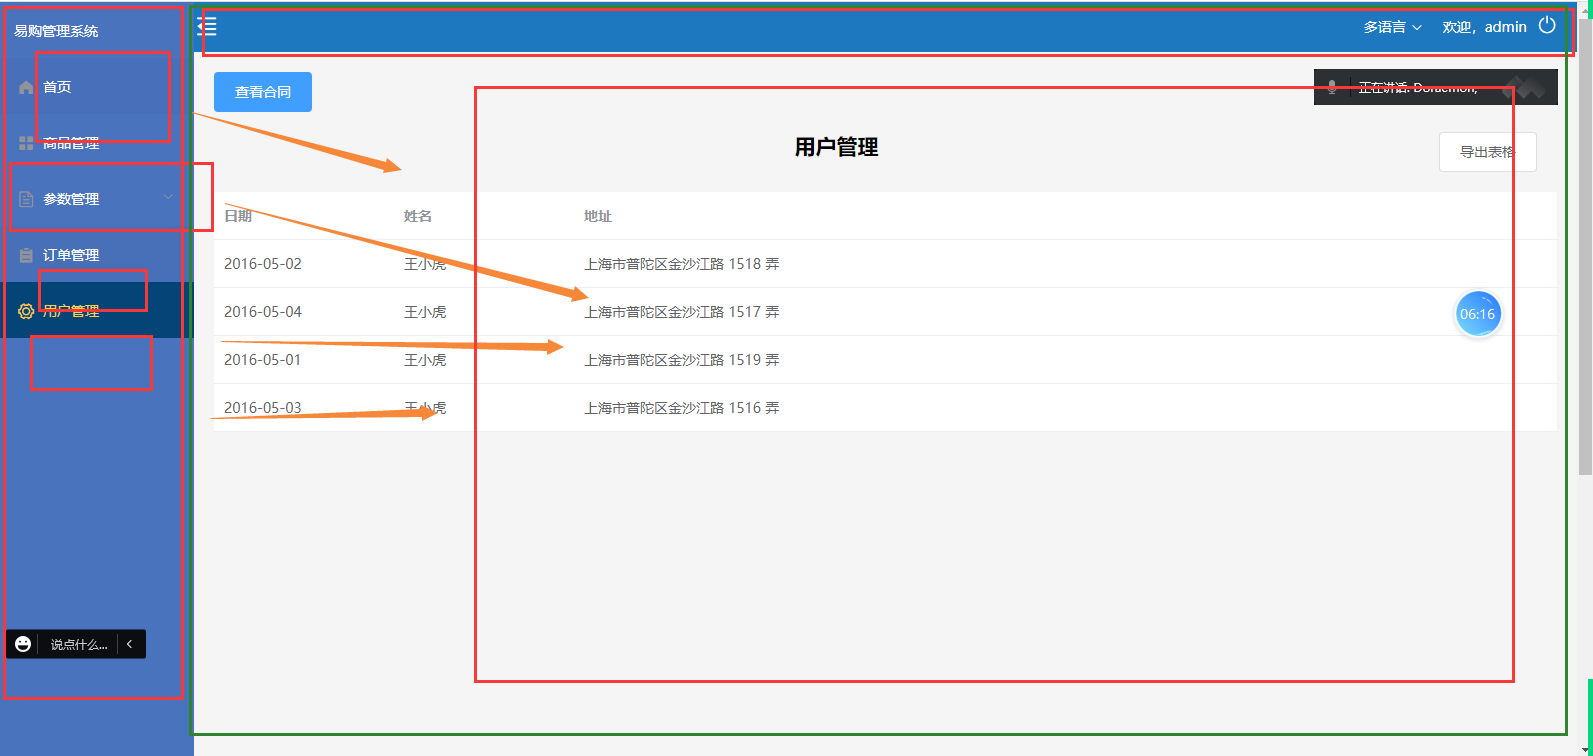 易购管理系统
多语言 欢迎，admin
首页
查看合同
正在讲话: Doraemon,
商品管理
用户管理
导出表格
参数管理
日期 姓名 地址
订单管理
2016-05-02 王小虎 上海市普陀区金沙江路 1518 弄
用户管理
2016-05-04 王小虎 上海市普陀区金沙江路 1517 弄
06:16
2016-05-01 王小虎 上海市普陀区金沙江路 1519 弄
2016-05-03 王小虎 上海市普陀区金沙江路 1516 弄
说点什么...